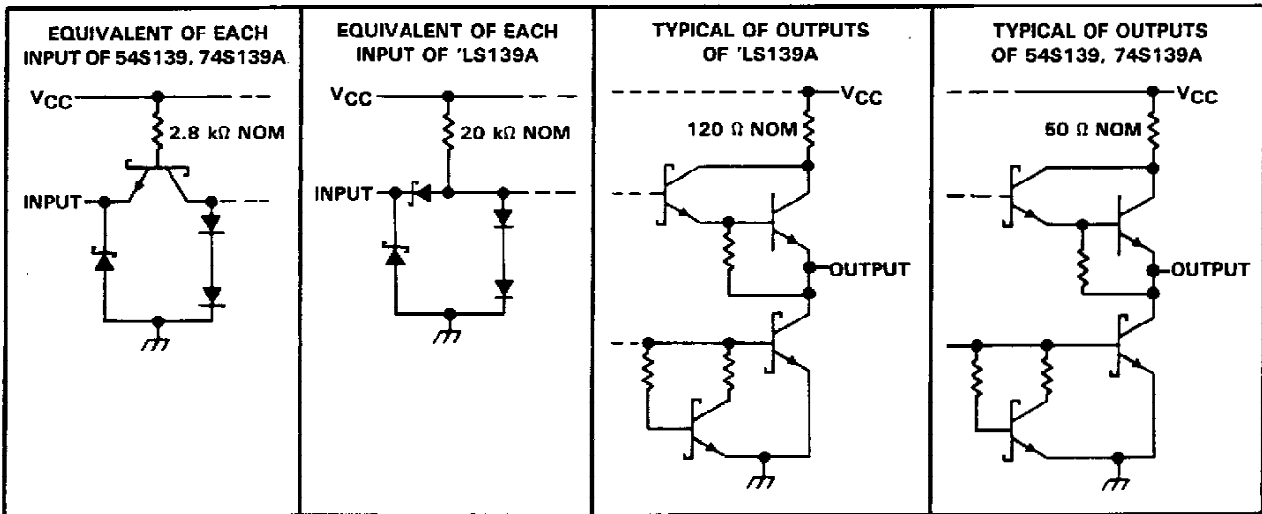 EQUIVALENT OF EACH
INPUT OF 54S139, 74S139A
VCC
2.8 kΩ NOM
INPUT
EQUIVALENT OF EACH
INPUT OF 'LS139A
VCC
20 kΩ NOM
INPUT
TYPICAL OF OUTPUTS
OF 'LS139A
VCC
120 Ω NOM
OUTPUT
TYPICAL OF OUTPUTS
OF 54S139, 74S139A
VCC
50 Ω NOM
OUTPUT